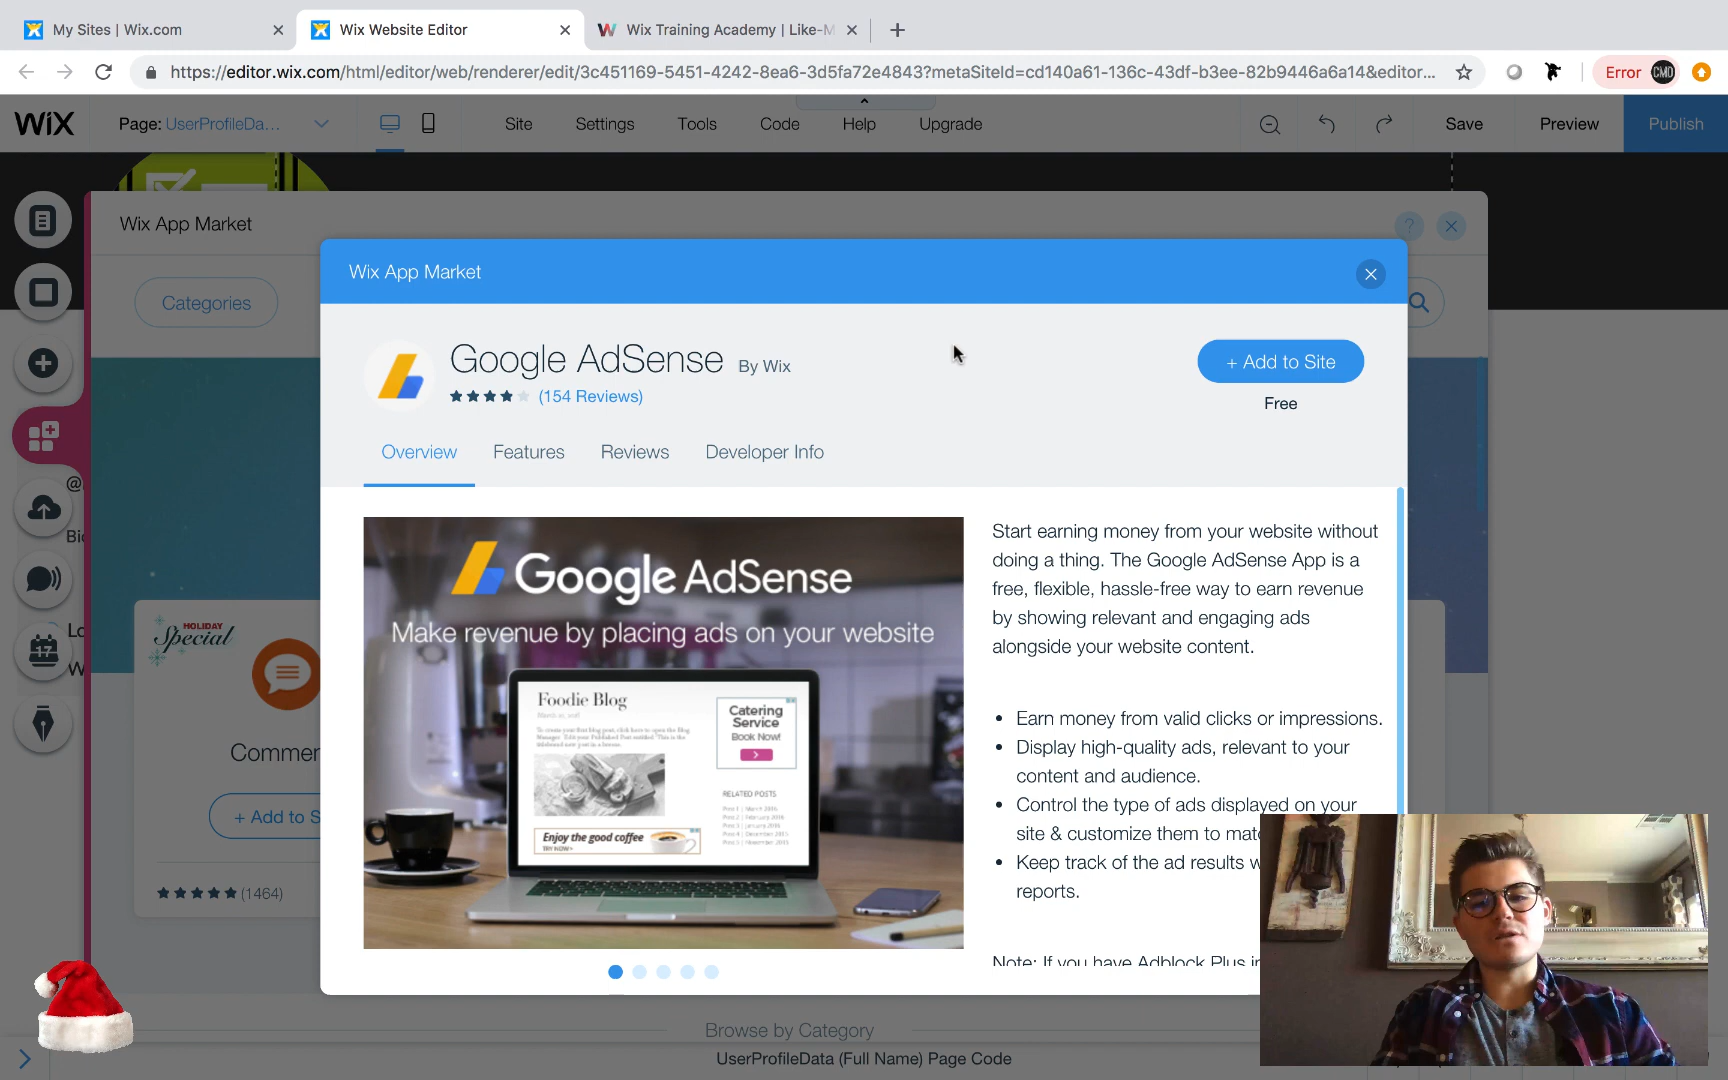 My Sites | Wix.com
Wix Website Editor
Wix Training Academy | Like-M
https://editor.wix.com/html/editor/web/renderer/edit/3c451169-5451-4242-8ea6-3d5fa72e4843?metaSiteId=cd140a61-136c-43df-b3ee-82b9446a6a14&editor...
Error CMD
WiX
Page: UserProfileDa...
Site
Settings
Tools
Code
Help
Upgrade
Save
Preview
Publish
Wix App Market
?
Categories
Wix App Market
Google AdSense By Wix
(154 Reviews)
+ Add to Site
Free
Overview
Features
Reviews
Developer Info
Google AdSense
Make revenue by placing ads on your website
Foodie Blog
Catering
Service
Book Now!
RELATED POSTS
Enjoy the good coffee
TRY NOW
Start earning money from your website without
doing a thing. The Google AdSense App is a
free, flexible, hassle-free way to earn revenue
by showing relevant and engaging ads
alongside your website content.
Earn money from valid clicks or impressions.
Display high-quality ads, relevant to your
content and audience.
Control the type of ads displayed on your
site & customize them to matc
Keep track of the ad results w
reports.
Note: If you have Adblock Plus in
@
Bio
Lo
W
17
HOLIDAY
Special
Commen
+ Add to S
(1464)
Browse by Category
UserProfileData (Full Name) Page Code